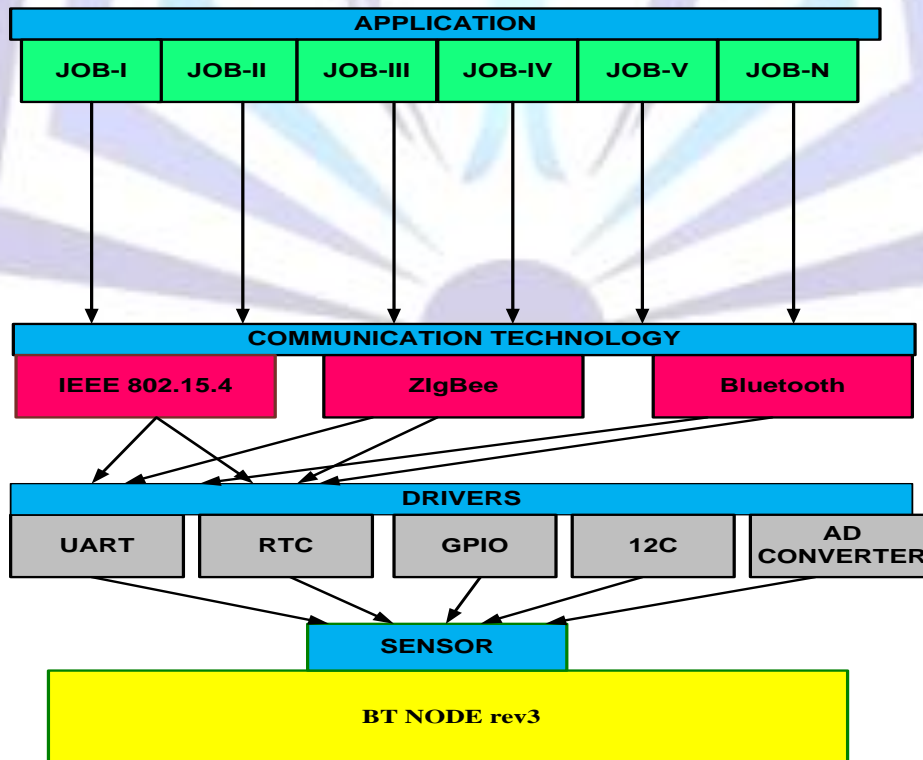 APPLICATION
JOB-I JOB-II JOB-III JOB-IV JOB-V JOB-N
COMMUNICATION TECHNOLOGY
IEEE 802.15.4 ZIgBee Bluetooth
DRIVERS
UART RTC GPIO 12C AD CONVERTER
SENSOR
BT NODE rev3